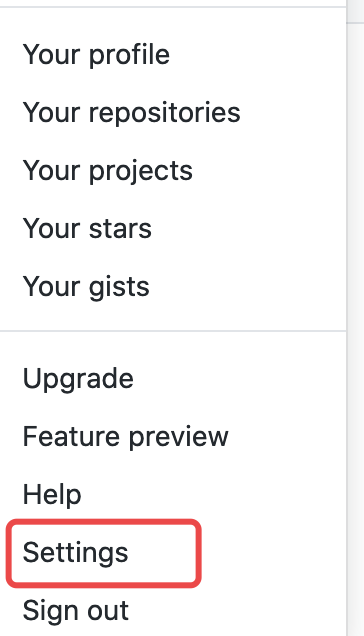 Your profile
Your repositories
Your projects
Your stars
Your gists
Upgrade
Feature preview
Help
Settings
Sign out